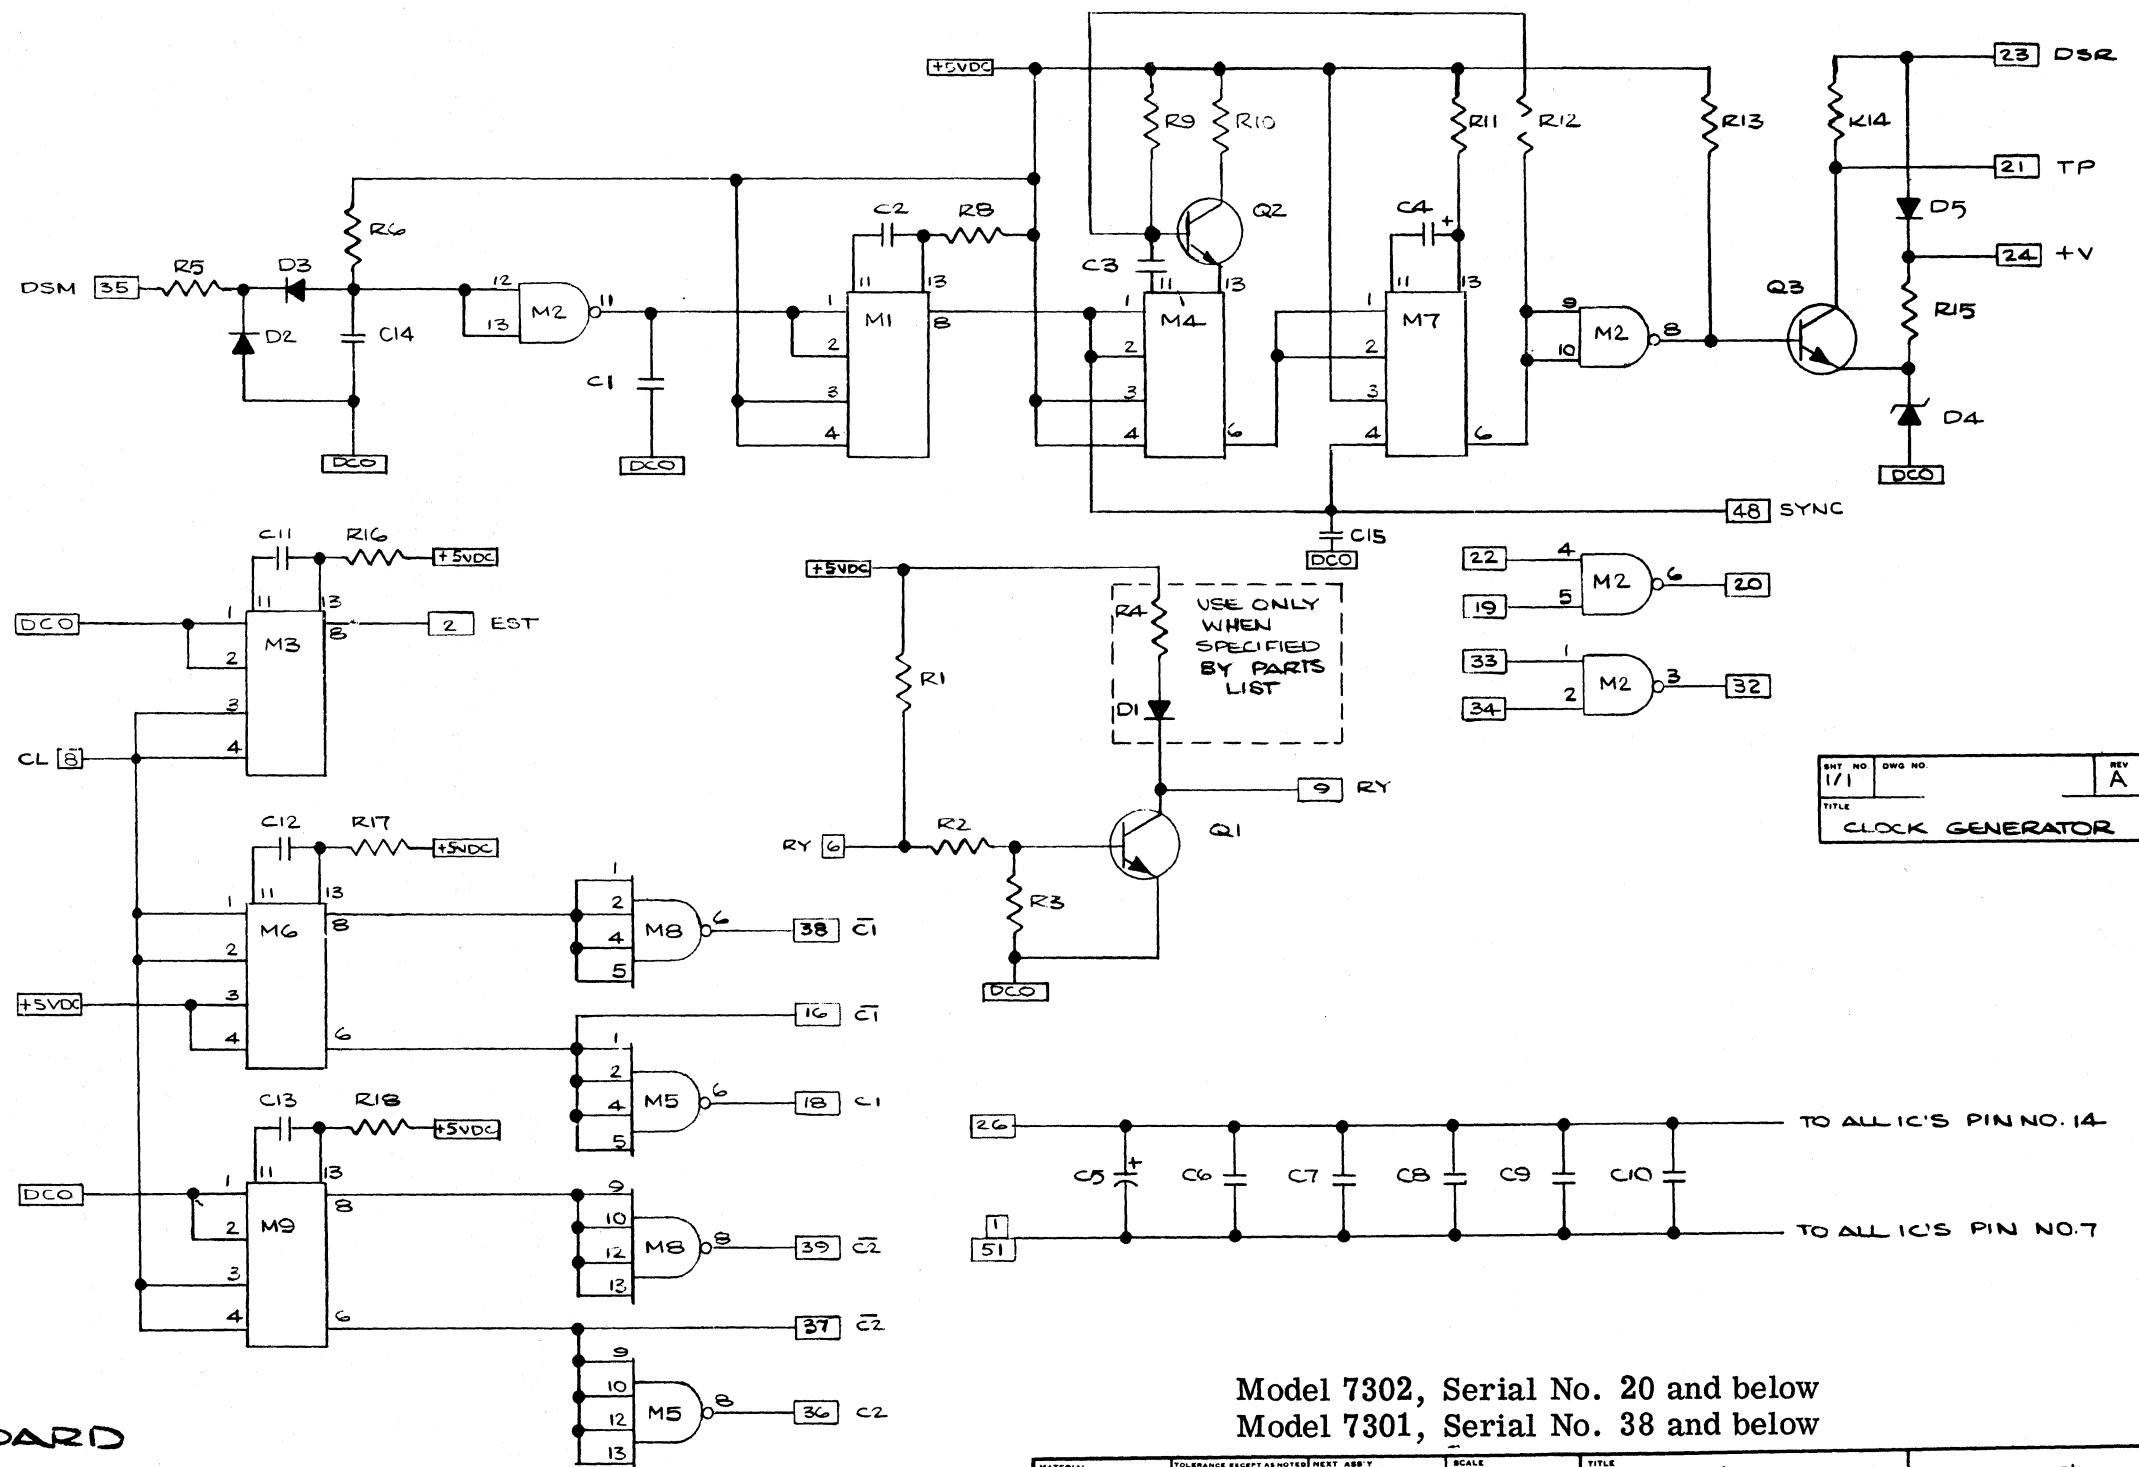 +5VDC
23 DSR
R9 R10 R11 R12 R13 R14
21 TP
C2 R8 Q2 C4 +
D5
R6
24 +V
DSM 35 R5 D3
C3
Q3
11 13 11 13 11 13
R15
12 M2 11 1 M1 8 1 M4 1 M7 9 M2 8
D2 C14 13 2 2 2 10
C1
3 3 3
D4
4 4 6 4 6
DCO DCO DCO
48 SYNC
C15
DCO
C11 R16 +5VDC
11 13
DCO 1 M3 8 2 EST
2
3
CL 8 4
+5VDC
R4 USE ONLY
WHEN
SPECIFIED
BY PARTS
LIST
D1
R1
9 RY
RY 6 R2 Q1
R3
DCO
22 4 M2 6 20
19 5
33 1 M2 3 32
34 2
SHT NO. 1/1 DWG NO. REV A
TITLE
CLOCK GENERATOR
C12 R17 +5VDC
11 13
1 M6 8
2
+5VDC 3
4 6
1
2 M8 6 38 C̅1̅
4
5
16 C̅1̅
1
2
4 M5 6 18 C1
5
C13 R18 +5VDC
11 13
DCO 1 M9 8
2
3
4 6
9
10
12 M8 8 39 C̅2̅
13
37 C̅2̅
9
10
12 M5 8 36 C2
13
26 TO ALL IC'S PIN NO. 14
C5 + C6 C7 C8 C9 C10
1
51 TO ALL IC'S PIN NO. 7
Model 7302, Serial No. 20 and below
Model 7301, Serial No. 38 and below
MATERIAL TOLERANCE EXCEPT AS NOTED NEXT ASS'Y SCALE TITLE